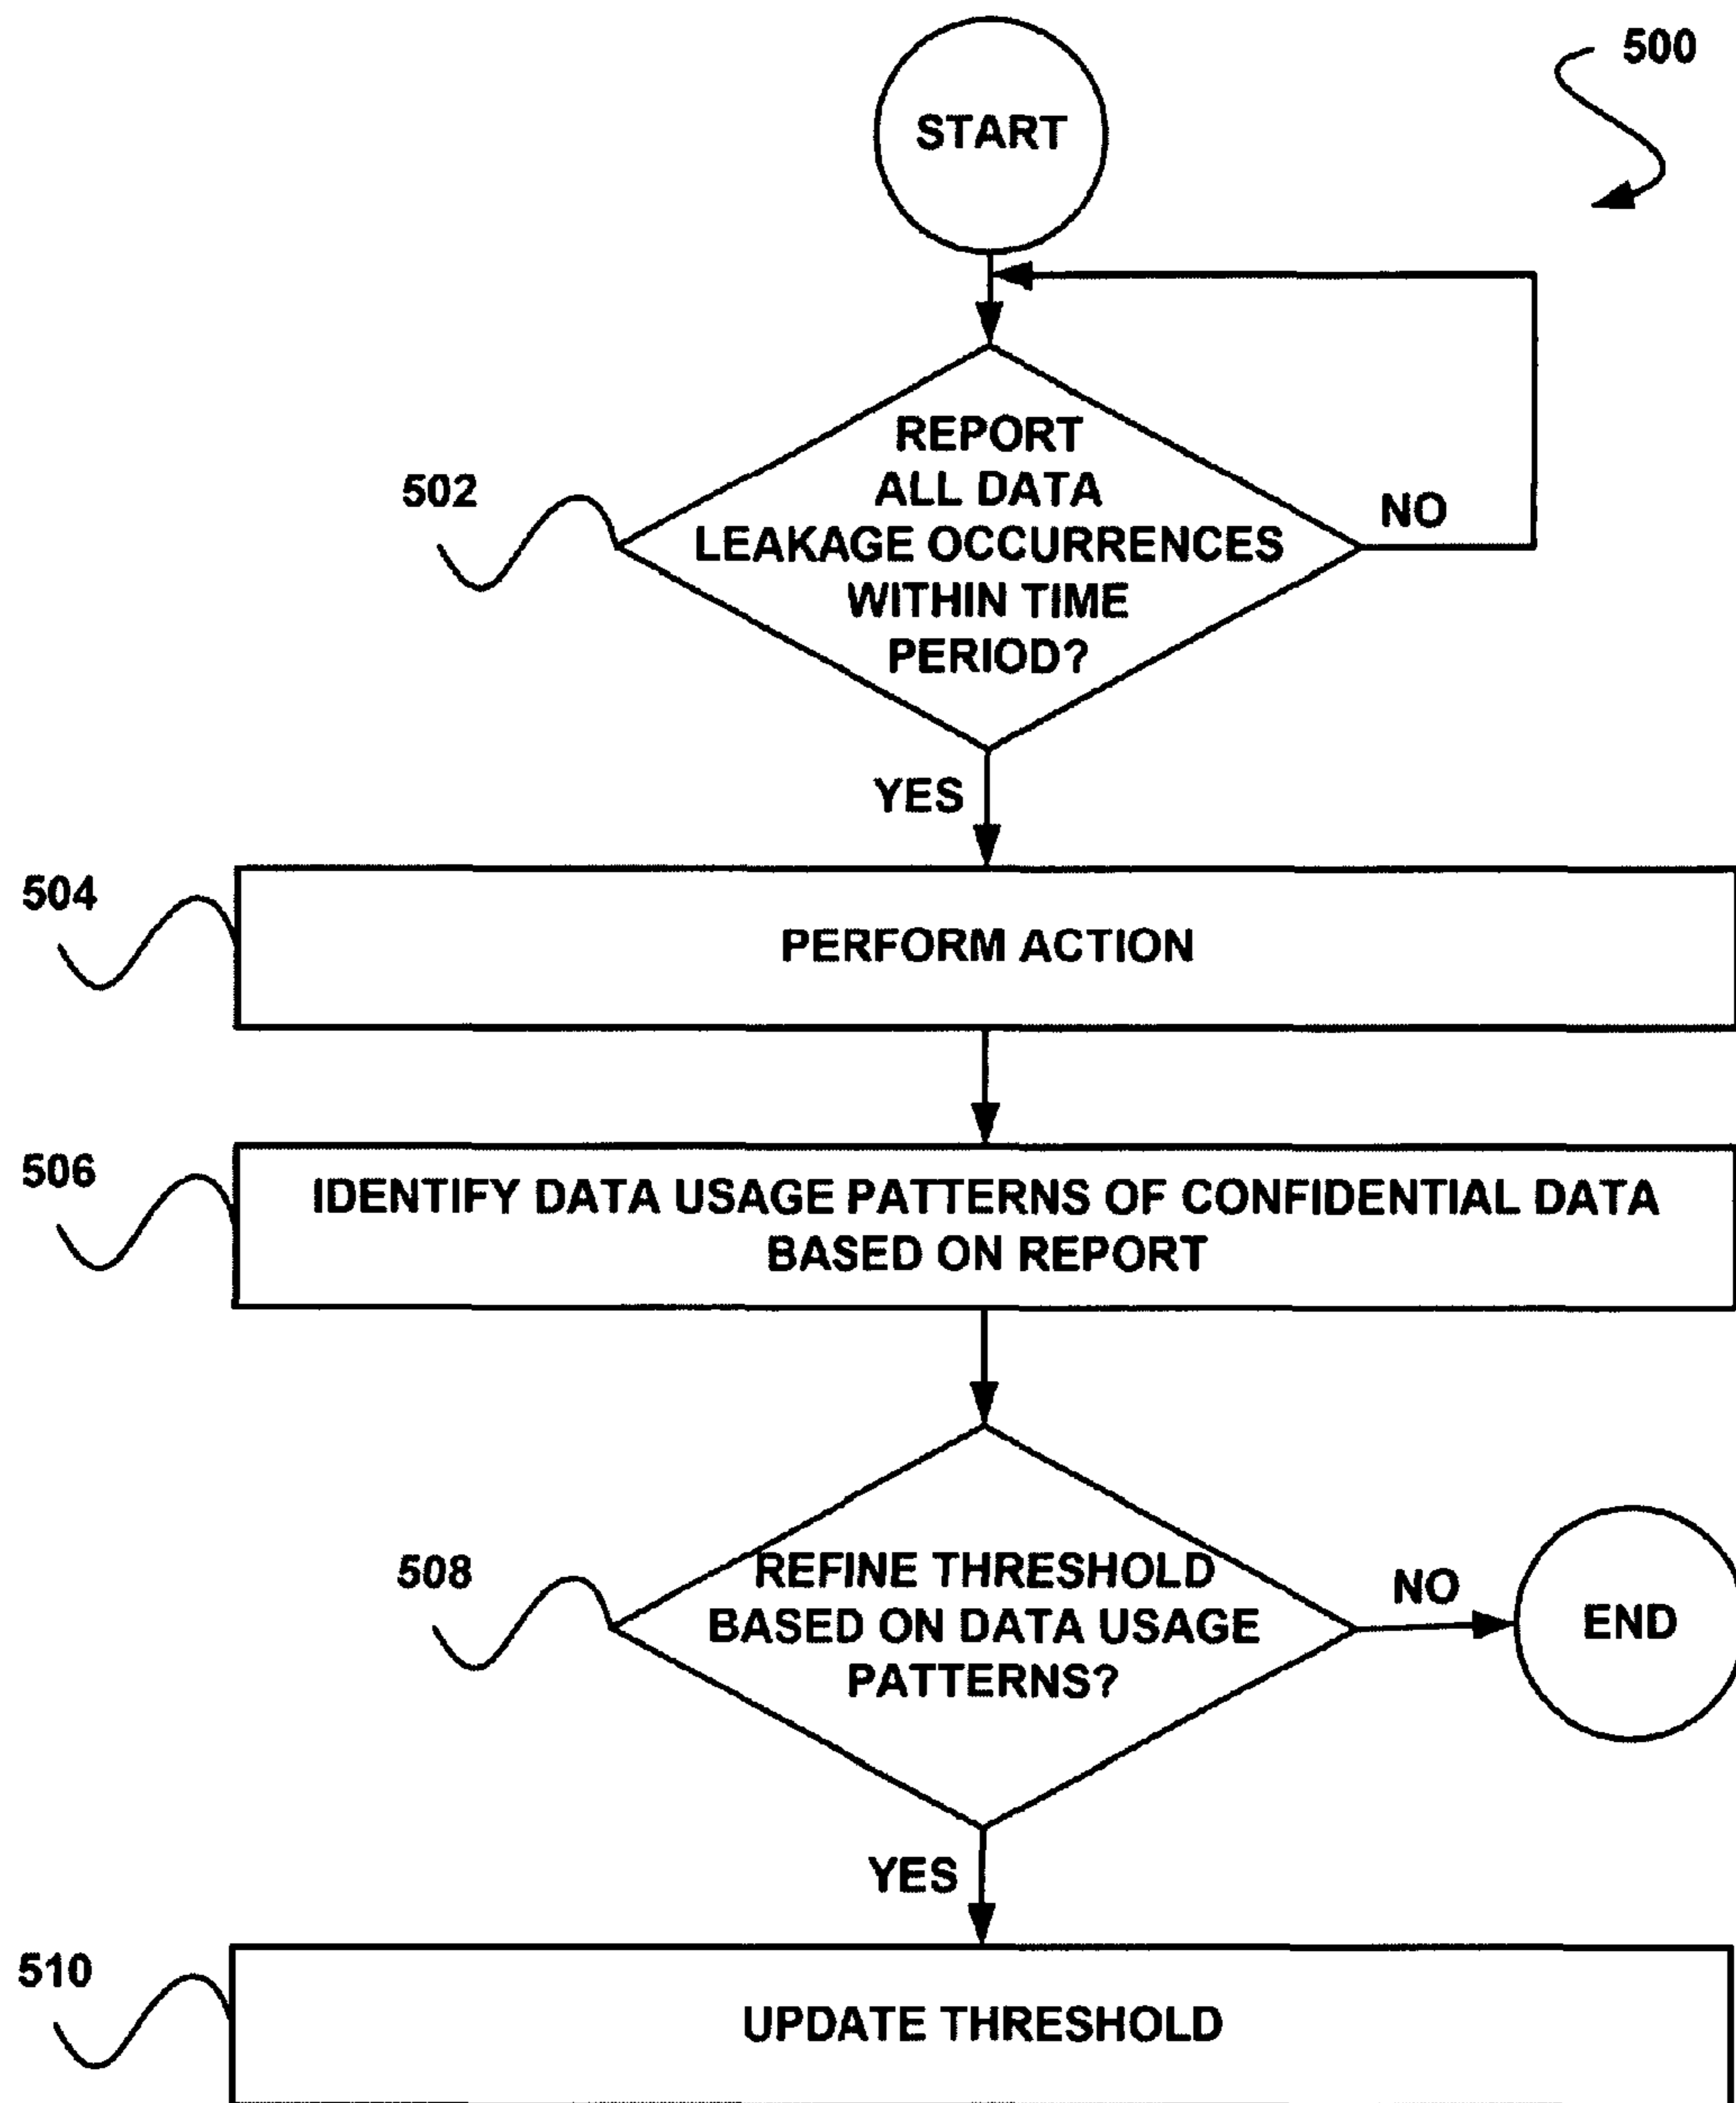 START
500
REPORT
ALL DATA
LEAKAGE OCCURRENCES
WITHIN TIME
PERIOD?
502
NO
YES
504
PERFORM ACTION
506
IDENTIFY DATA USAGE PATTERNS OF CONFIDENTIAL DATA
BASED ON REPORT
508
REFINE THRESHOLD
BASED ON DATA USAGE
PATTERNS?
NO
END
YES
510
UPDATE THRESHOLD